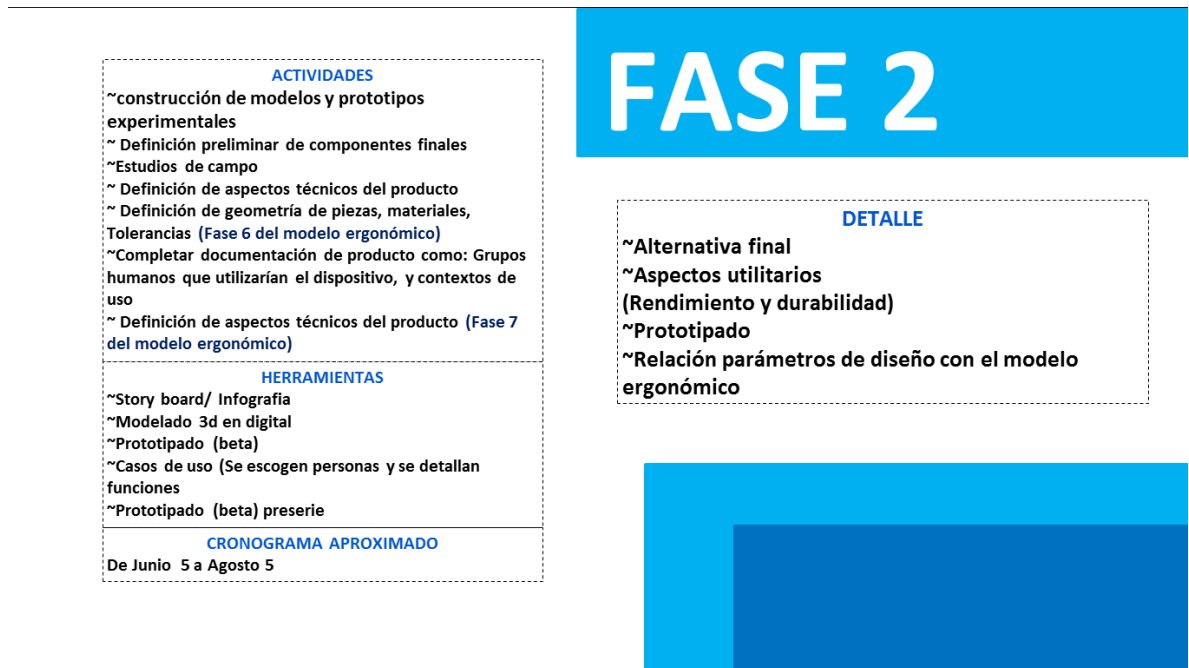 FASE 2
ACTIVIDADES
~construcción de modelos y prototipos
experimentales
~ Definición preliminar de componentes finales
~Estudios de campo
~ Definición de aspectos técnicos del producto
~ Definición de geometría de piezas, materiales,
Tolerancias (Fase 6 del modelo ergonómico)
~Completar documentación de producto como: Grupos
humanos que utilizarían el dispositivo, y contextos de
uso
~ Definición de aspectos técnicos del producto (Fase 7
del modelo ergonómico)
HERRAMIENTAS
~Story board/ Infografia
~Modelado 3d en digital
~Prototipado (beta)
~Casos de uso (Se escogen personas y se detallan
funciones
~Prototipado (beta) preserie
CRONOGRAMA APROXIMADO
De Junio 5 a Agosto 5
DETALLE
~Alternativa final
~Aspectos utilitarios
(Rendimiento y durabilidad)
~Prototipado
~Relación parámetros de diseño con el modelo
ergonómico